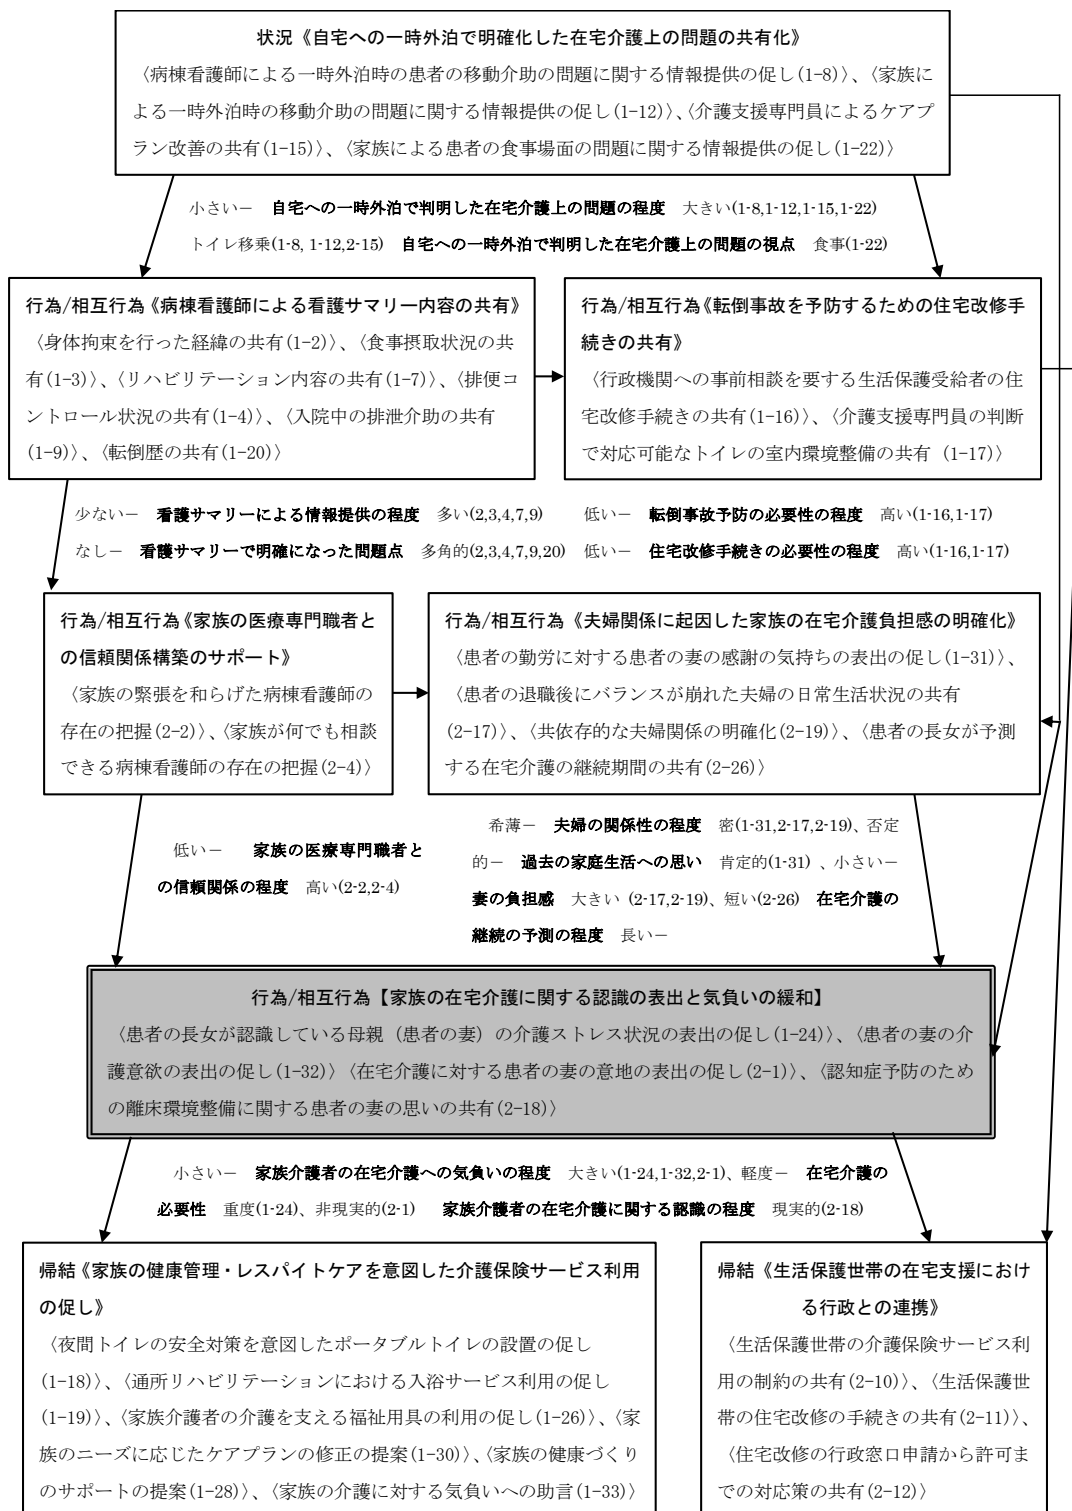 状況《自宅への一時外泊で明確化した在宅介護上の問題の共有化》
〈病棟看護師による一時外泊時の患者の移動介助の問題に関する情報提供の促し(1-8)〉、〈家族に
よる一時外泊時の移動介助の問題に関する情報提供の促し(1-12)〉、〈介護支援専門員によるケアプ
ラン改善の共有(1-15)〉、〈家族による患者の食事場面の問題に関する情報提供の促し(1-22)〉
小さい－ 自宅への一時外泊で判明した在宅介護上の問題の程度 大きい(1-8,1-12,1-15,1-22)
トイレ移乗(1-8, 1-12,2-15) 自宅への一時外泊で判明した在宅介護上の問題の視点 食事(1-22)
行為/相互行為《病棟看護師による看護サマリー内容の共有》
〈身体拘束を行った経緯の共有(1-2)〉、〈食事摂取状況の共
有(1-3)〉、〈リハビリテーション内容の共有(1-7)〉、〈排便コ
ントロール状況の共有(1-4)〉、〈入院中の排泄介助の共有
(1-9)〉、〈転倒歴の共有(1-20)〉
行為/相互行為《転倒事故を予防するための住宅改修手
続きの共有》
〈行政機関への事前相談を要する生活保護受給者の住
宅改修手続きの共有(1-16)〉、〈介護支援専門員の判断
で対応可能なトイレの室内環境整備の共有 (1-17)〉
少ない－ 看護サマリーによる情報提供の程度 多い(2,3,4,7,9)
なし－ 看護サマリーで明確になった問題点 多角的(2,3,4,7,9,20)
低い－ 転倒事故予防の必要性の程度 高い(1-16,1-17)
低い－ 住宅改修手続きの必要性の程度 高い(1-16,1-17)
行為/相互行為《家族の医療専門職者と
の信頼関係構築のサポート》
〈家族の緊張を和らげた病棟看護師の
存在の把握(2-2)〉、〈家族が何でも相談
できる病棟看護師の存在の把握(2-4)〉
行為/相互行為《夫婦関係に起因した家族の在宅介護負担感の明確化》
〈患者の勤労に対する患者の妻の感謝の気持ちの表出の促し(1-31)〉、
〈患者の退職後にバランスが崩れた夫婦の日常生活状況の共有
(2-17)〉、〈共依存的な夫婦関係の明確化(2-19)〉、〈患者の長女が予測
する在宅介護の継続期間の共有(2-26)〉
低い－ 家族の医療専門職者と
の信頼関係の程度 高い(2-2,2-4)
希薄－ 夫婦の関係性の程度 密(1-31,2-17,2-19)、否定
的－ 過去の家庭生活への思い 肯定的(1-31) 、小さい－
妻の負担感 大きい (2-17,2-19)、短い(2-26) 在宅介護の
継続の予測の程度 長い－
行為/相互行為【家族の在宅介護に関する認識の表出と気負いの緩和】
〈患者の長女が認識している母親（患者の妻）の介護ストレス状況の表出の促し(1-24)〉、〈患者の妻の介
護意欲の表出の促し(1-32)〉〈在宅介護に対する患者の妻の意地の表出の促し(2-1)〉、〈認知症予防のため
の離床環境整備に関する患者の妻の思いの共有(2-18)〉
小さい－ 家族介護者の在宅介護への気負いの程度 大きい(1-24,1-32,2-1)、軽度－ 在宅介護の
必要性 重度(1-24)、非現実的(2-1) 家族介護者の在宅介護に関する認識の程度 現実的(2-18)
帰結《家族の健康管理・レスパイトケアを意図した介護保険サービス利用
の促し》
〈夜間トイレの安全対策を意図したポータブルトイレの設置の促し
(1-18)〉、〈通所リハビリテーションにおける入浴サービス利用の促し
(1-19)〉、〈家族介護者の介護を支える福祉用具の利用の促し(1-26)〉、〈家
族のニーズに応じたケアプランの修正の提案(1-30)〉、〈家族の健康づくり
のサポートの提案(1-28)〉、〈家族の介護に対する気負いへの助言(1-33)〉
帰結《生活保護世帯の在宅支援におけ
る行政との連携》
〈生活保護世帯の介護保険サービス利
用の制約の共有(2-10)〉、〈生活保護世
帯の住宅改修の手続きの共有(2-11)〉、
〈住宅改修の行政窓口申請から許可ま
での対応策の共有(2-12)〉